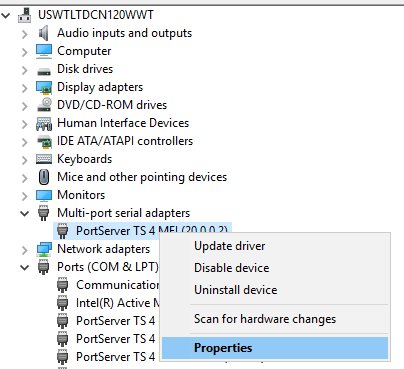 USWTLTDCN120WWT
Audio inputs and outputs
Computer
Disk drives
Display adapters
DVD/CD-ROM drives
Human Interface Devices
IDE ATA/ATAPI controllers
Keyboards
Mice and other pointing devices
Monitors
Multi-port serial adapters
PortServer TS 4 MEI (20.0.0.2)
Network adapters
Ports (COM & LPT)
Communication
Intel(R) Active M
PortServer TS 4
PortServer TS 4
PortServer TS 4
Update driver
Disable device
Uninstall device
Scan for hardware changes
Properties